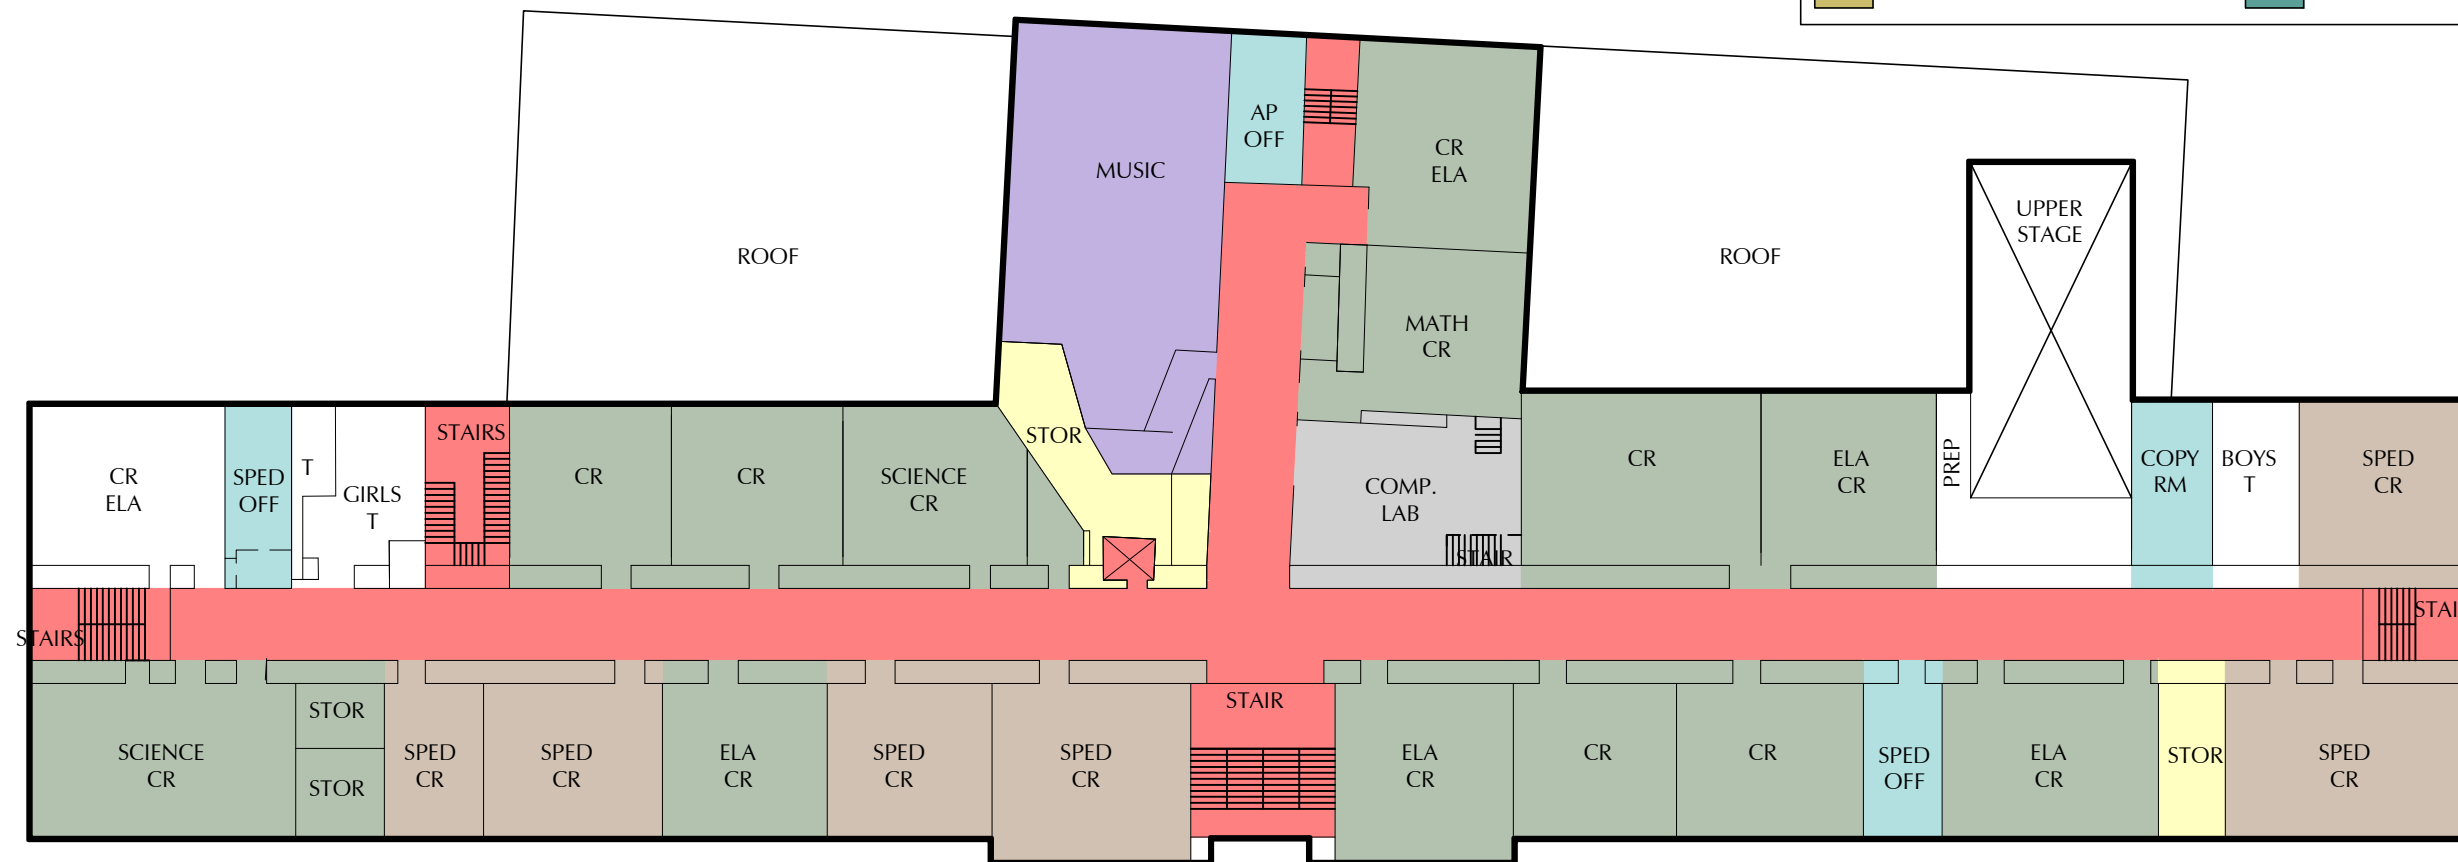 AP
OFF
CR
ELA
MUSIC
UPPER
STAGE
ROOF
ROOF
MATH
CR
STAIRS
STOR
CR
ELA
SPED
OFF
T
GIRLS
T
CR
CR
SCIENCE
CR
COMP.
LAB
STAIR
CR
ELA
CR
PREP
COPY
RM
BOYS
T
SPED
CR
STAIRS
STAI
SCIENCE
CR
STOR
STOR
SPED
CR
SPED
CR
ELA
CR
SPED
CR
SPED
CR
STAIR
ELA
CR
CR
CR
SPED
OFF
ELA
CR
STOR
SPED
CR